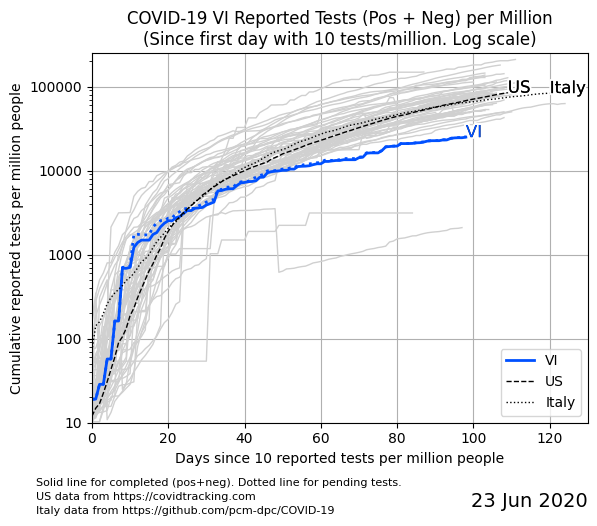 COVID-19 VI Reported Tests (Pos + Neg) per Million
(Since first day with 10 tests/million. Log scale)
Cumulative reported tests per million people
100000
10000
1000
100
10
US
Italy
VI
VI
US
Italy
0
20
40
60
80
100
120
Days since 10 reported tests per million people
Solid line for completed (pos+neg). Dotted line for pending tests.
US data from https://covidtracking.com
Italy data from https://github.com/pcm-dpc/COVID-19
23 Jun 2020